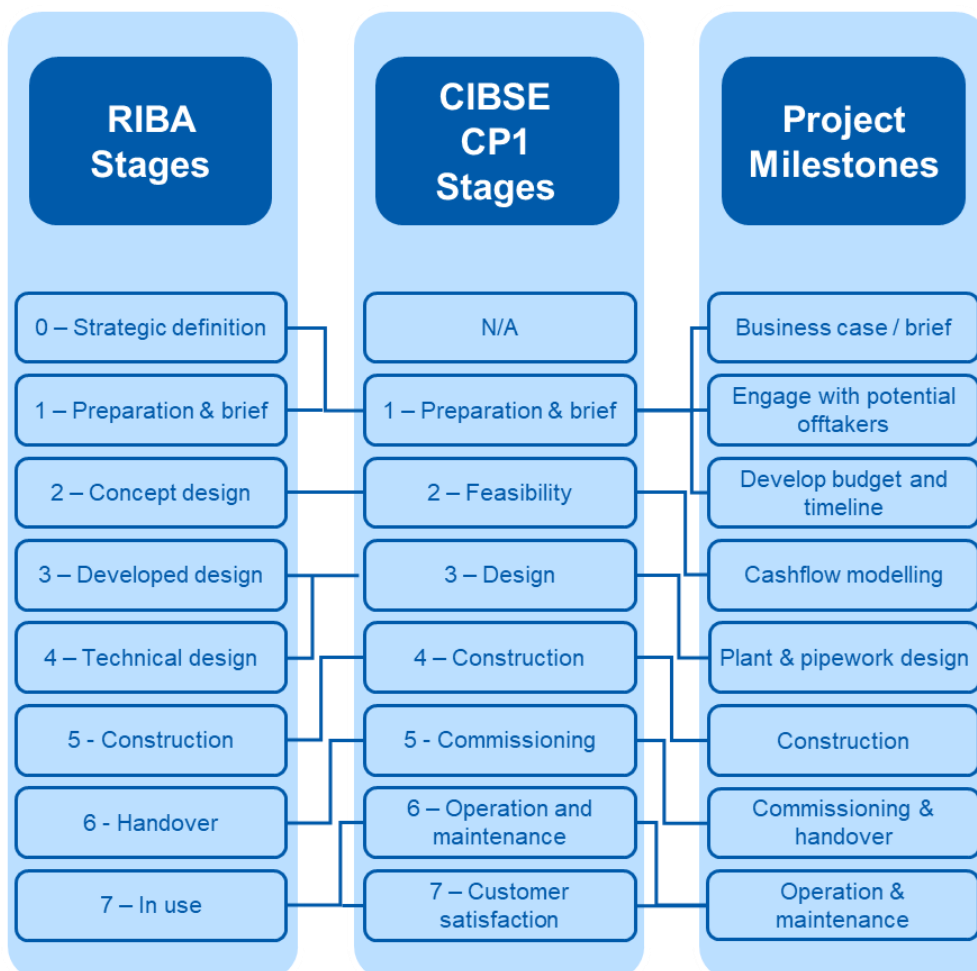 RIBA
Stages
CIBSE
CP1
Stages
Project
Milestones
0 – Strategic definition
N/A
Business case / brief
1 – Preparation & brief
1 – Preparation & brief
Engage with potential
offtakers
2 – Concept design
2 – Feasibility
Develop budget and
timeline
3 – Developed design
3 – Design
Cashflow modelling
4 – Technical design
4 – Construction
Plant & pipework design
5 - Construction
5 - Commissioning
Construction
6 - Handover
6 – Operation and
maintenance
Commissioning &
handover
7 – In use
7 – Customer
satisfaction
Operation &
maintenance